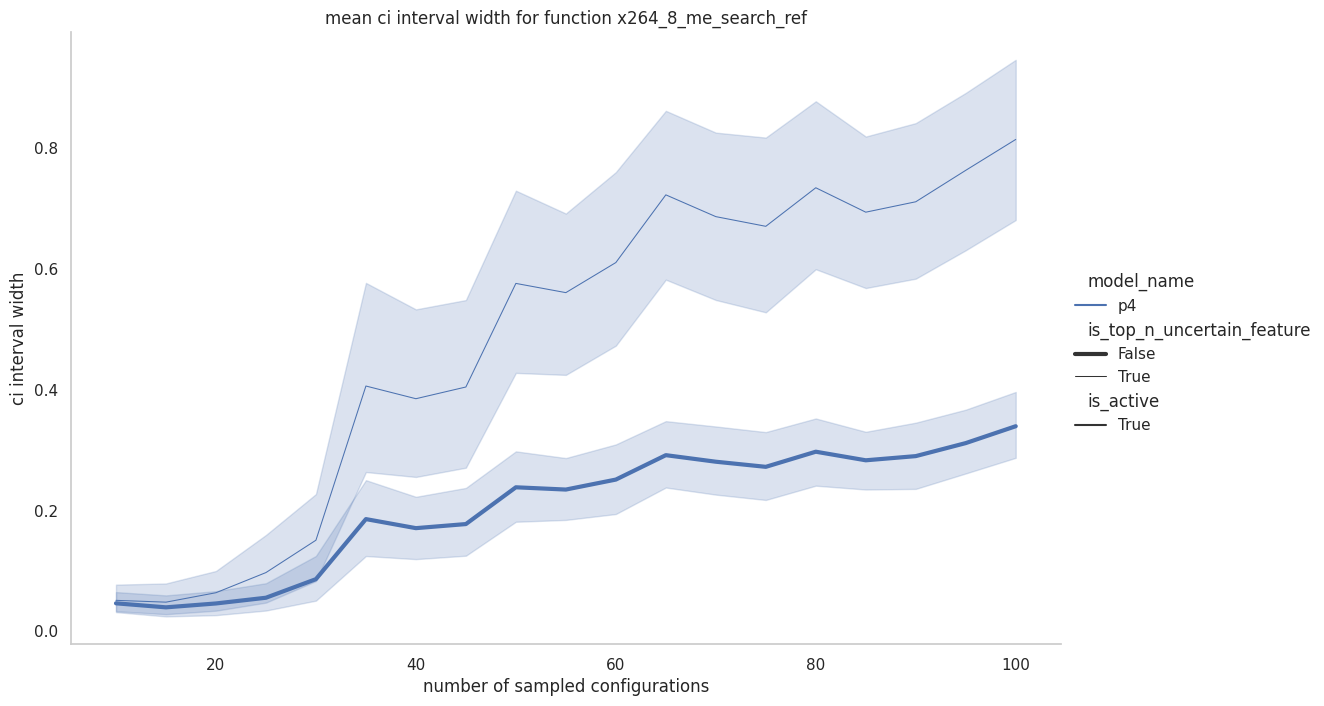 mean ci interval width for function x264_8_me_search_ref
ci interval width
0.8
0.6
0.4
0.2
0.0
20
40
60
80
100
number of sampled configurations
model_name
p4
is_top_n_uncertain_feature
False
True
is_active
True